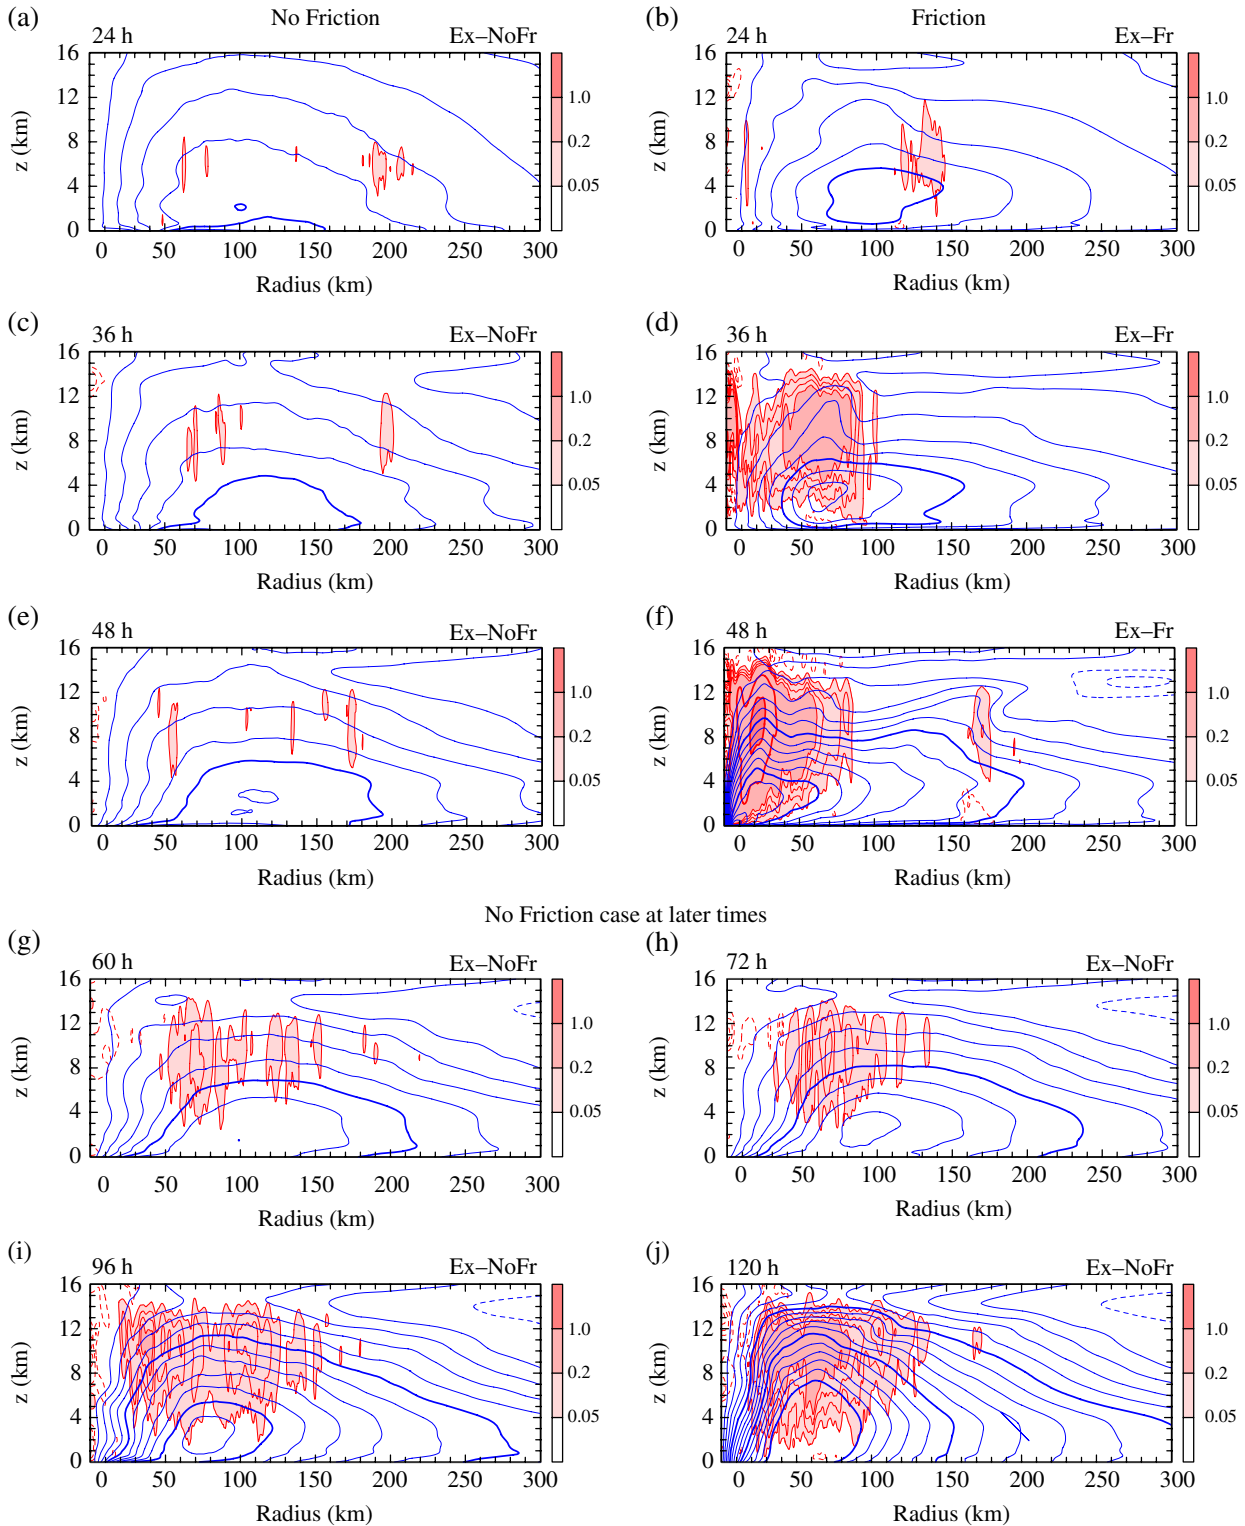 (a) No Friction
24 h Ex–NoFr
16
12
8
4
0
z (km)
0 50 100 150 200 250 300
Radius (km)
1.0
0.2
0.05
(b) Friction
24 h Ex–Fr
16
12
8
4
0
z (km)
0 50 100 150 200 250 300
Radius (km)
1.0
0.2
0.05
(c)
36 h Ex–NoFr
16
12
8
4
0
z (km)
0 50 100 150 200 250 300
Radius (km)
1.0
0.2
0.05
(d)
36 h Ex–Fr
16
12
8
4
0
z (km)
0 50 100 150 200 250 300
Radius (km)
1.0
0.2
0.05
(e)
48 h Ex–NoFr
16
12
8
4
0
z (km)
0 50 100 150 200 250 300
Radius (km)
1.0
0.2
0.05
(f)
48 h Ex–Fr
16
12
8
4
0
z (km)
0 50 100 150 200 250 300
Radius (km)
1.0
0.2
0.05
No Friction case at later times
(g)
60 h Ex–NoFr
16
12
8
4
0
z (km)
0 50 100 150 200 250 300
Radius (km)
1.0
0.2
0.05
(h)
72 h Ex–NoFr
16
12
8
4
0
z (km)
0 50 100 150 200 250 300
Radius (km)
1.0
0.2
0.05
(i)
96 h Ex–NoFr
16
12
8
4
0
z (km)
0 50 100 150 200 250 300
Radius (km)
1.0
0.2
0.05
(j)
120 h Ex–NoFr
16
12
8
4
0
z (km)
0 50 100 150 200 250 300
Radius (km)
1.0
0.2
0.05